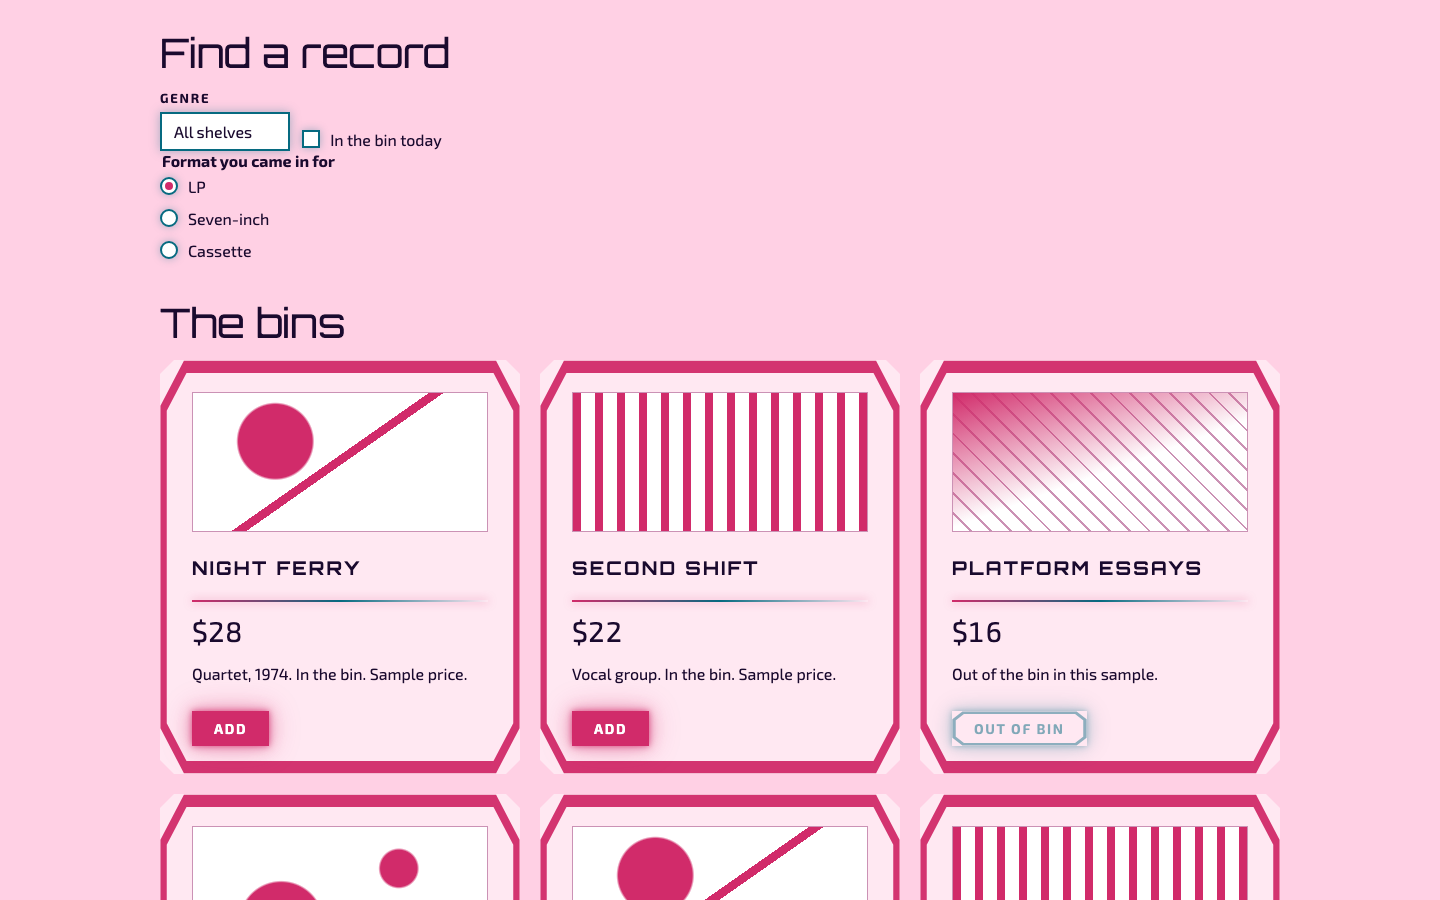 Find a record
GENRE
All shelves
In the bin today
Format you came in for
LP
Seven-inch
Cassette
The bins
NIGHT FERRY
$28
Quartet, 1974. In the bin. Sample price.
ADD
SECOND SHIFT
$22
Vocal group. In the bin. Sample price.
ADD
PLATFORM ESSAYS
$16
Out of the bin in this sample.
OUT OF BIN